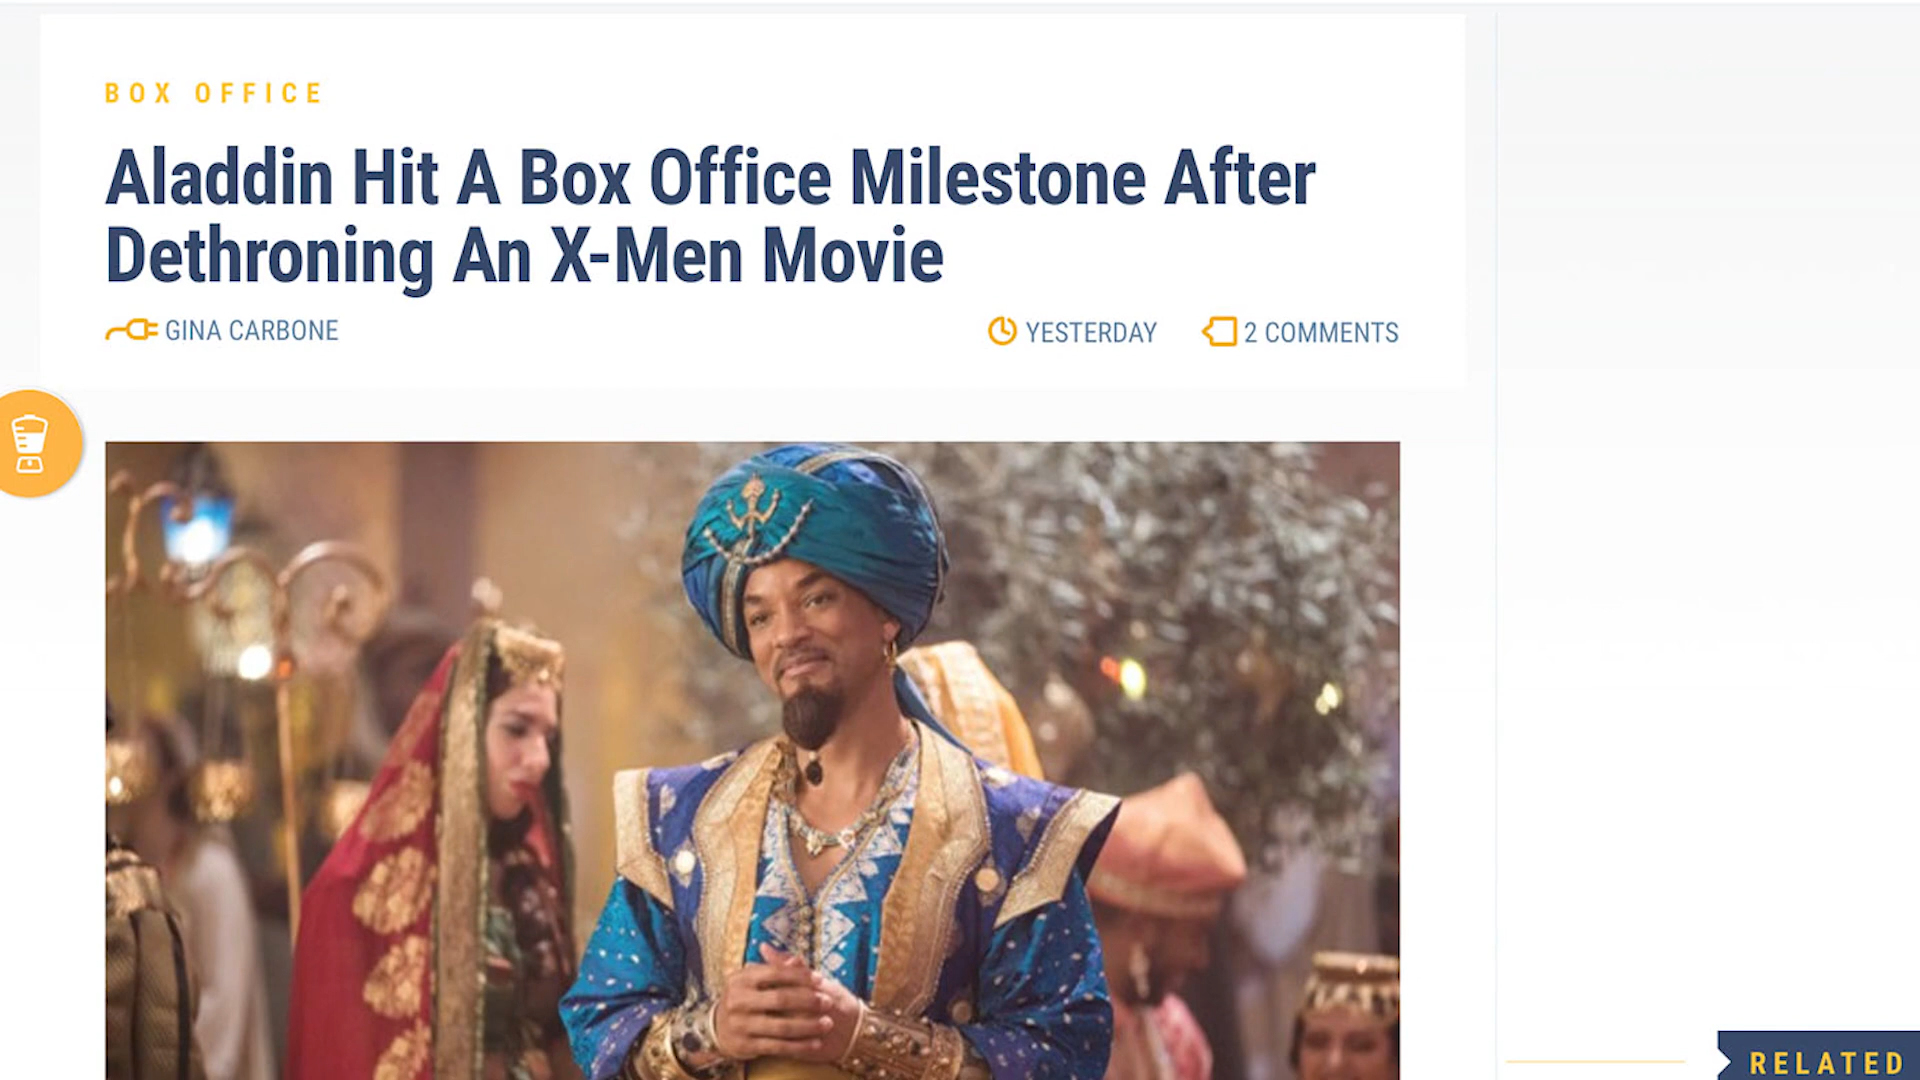 BOX OFFICE
Aladdin Hit A Box Office Milestone After
Dethroning An X-Men Movie
GINA CARBONE
YESTERDAY
2 COMMENTS
RELATED